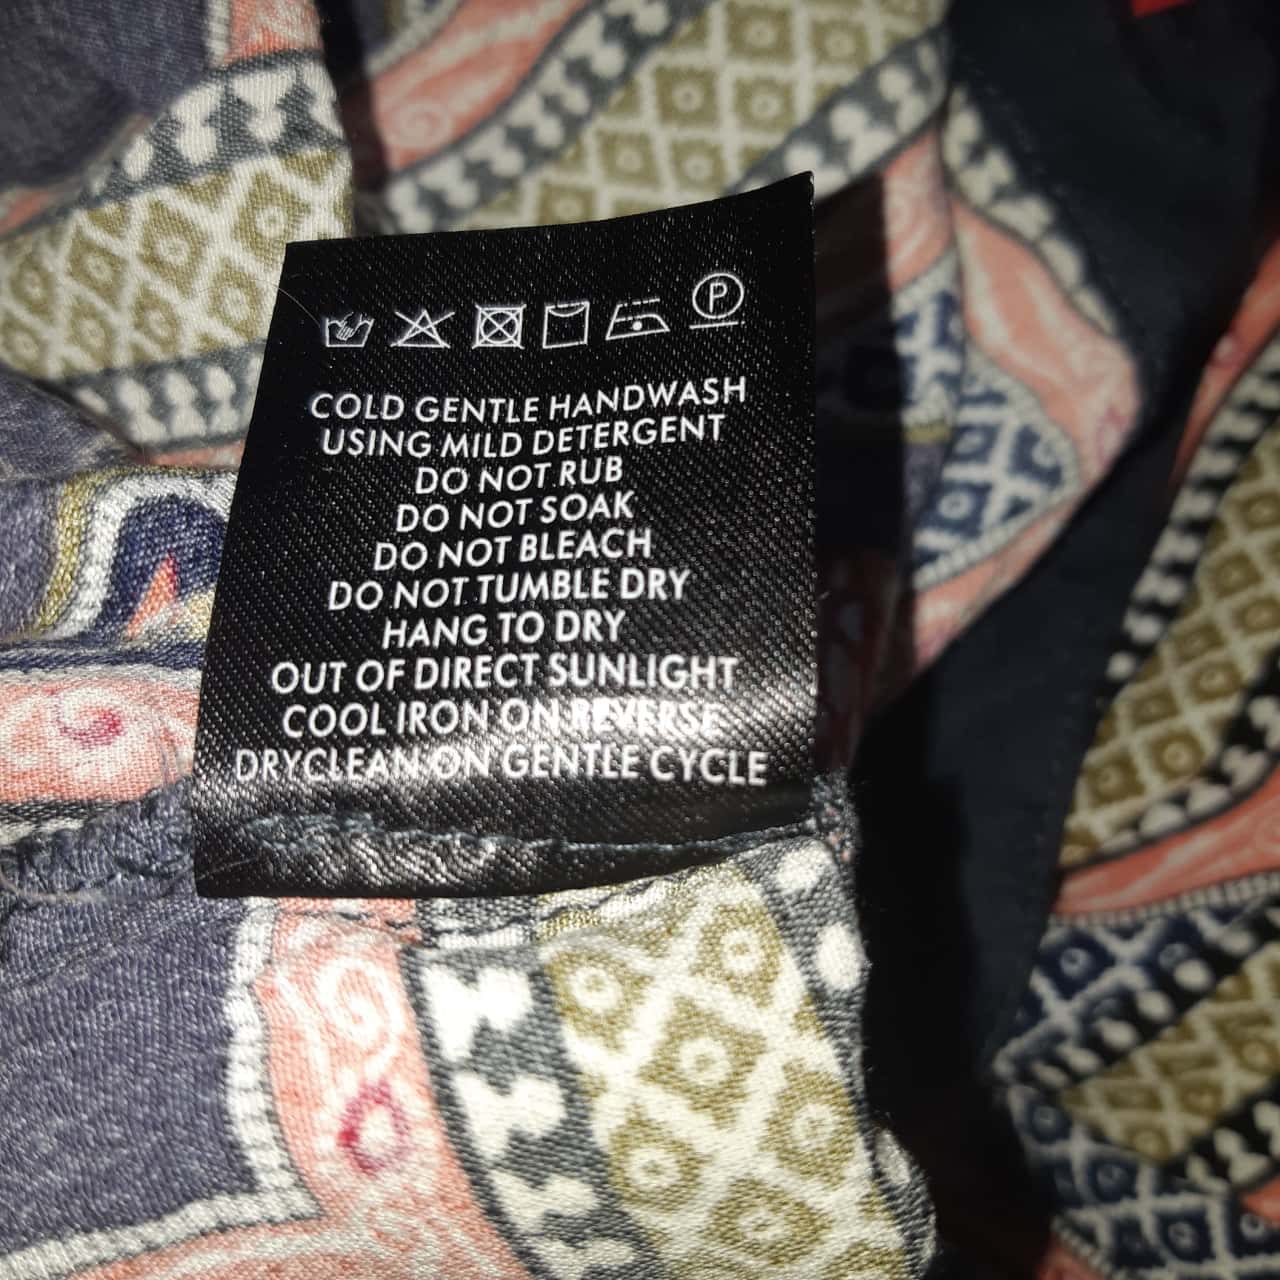 P
COLD GENTLE HANDWASH
USING MILD DETERGENT
DO NOT RUB
DO NOT SOAK
DO NOT BLEACH
DO NOT TUMBLE DRY
HANG TO DRY
OUT OF DIRECT SUNLIGHT
COOL IRON ON REVERSE
DRYCLEAN ON GENTLE CYCLE